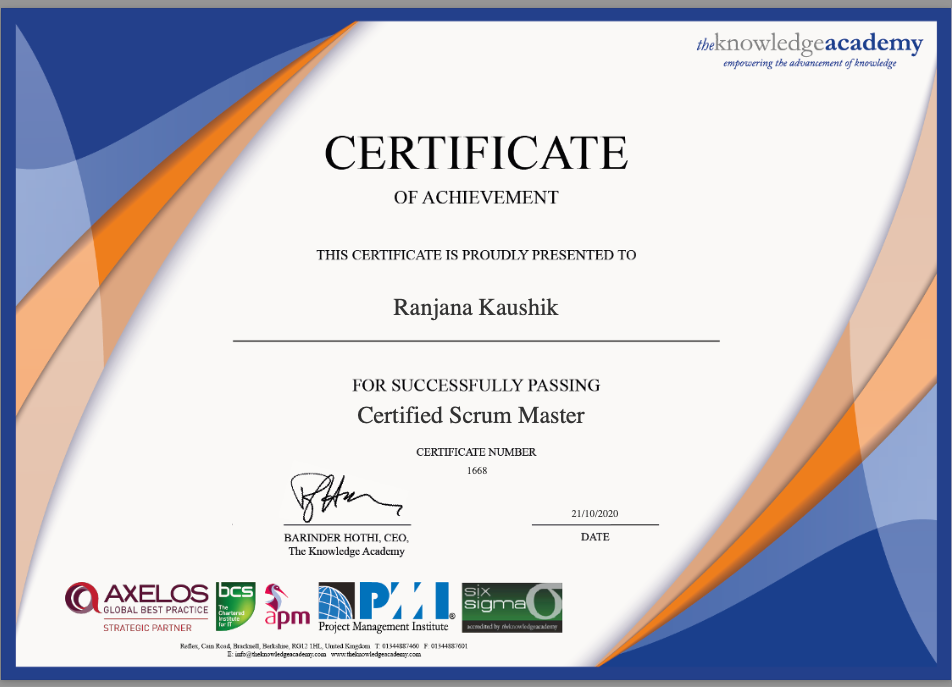 theknowledgeacademy
empowering the advancement of knowledge
CERTIFICATE
OF ACHIEVEMENT
THIS CERTIFICATE IS PROUDLY PRESENTED TO
Ranjana Kaushik
FOR SUCCESSFULLY PASSING
Certified Scrum Master
CERTIFICATE NUMBER
1668
21/10/2020
BARINDER HOTHI, CEO,
The Knowledge Academy
DATE
AXELOS
GLOBAL BEST PRACTICE
STRATEGIC PARTNER
bcs
The
Chartered
Institute
for IT
apm
PMI®
Project Management Institute
six
sigma
accredited by theknowledgeacademy
Reflex, Cain Road, Bracknell, Berkshire, RG12 1HL, United Kingdom T: 01344887460 F: 01344887601
E: info@theknowledgeacademy.com www.theknowledgeacademy.com